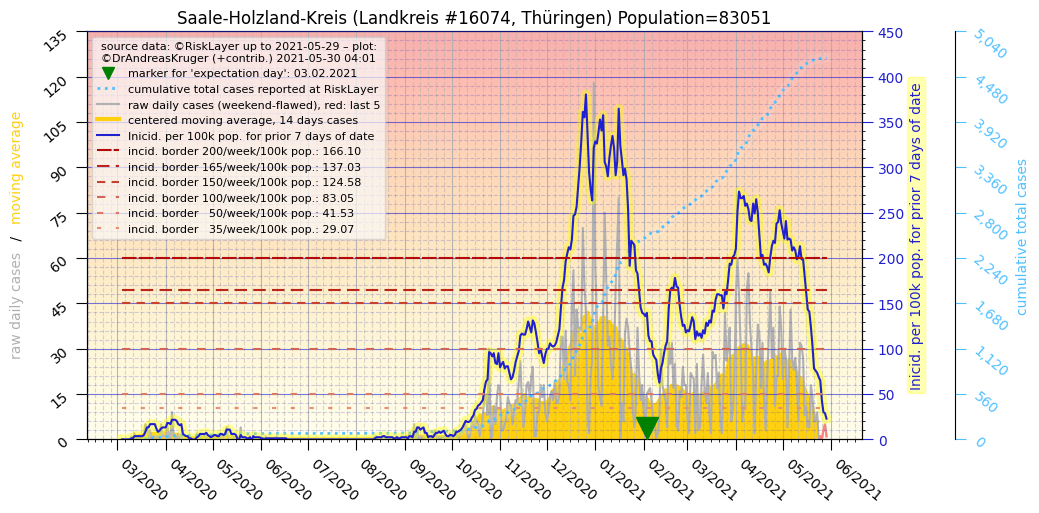 Saale-Holzland-Kreis (Landkreis #16074, Thüringen) Population=83051
source data: ©RiskLayer up to 2021-05-29 – plot:
©DrAndreasKruger (+contrib.) 2021-05-30 04:01
marker for 'expectation day': 03.02.2021
cumulative total cases reported at RiskLayer
raw daily cases (weekend-flawed), red: last 5
centered moving average, 14 days cases
Inicid. per 100k pop. for prior 7 days of date
incid. border 200/week/100k pop.: 166.10
incid. border 165/week/100k pop.: 137.03
incid. border 150/week/100k pop.: 124.58
incid. border 100/week/100k pop.: 83.05
incid. border 50/week/100k pop.: 41.53
incid. border 35/week/100k pop.: 29.07
raw daily cases / moving average
135
120
105
90
75
60
45
30
15
0
03/2020
04/2020
05/2020
06/2020
07/2020
08/2020
09/2020
10/2020
11/2020
12/2020
01/2021
02/2021
03/2021
04/2021
05/2021
06/2021
450
400
350
300
250
200
150
100
50
0
Inicid. per 100k pop. for prior 7 days of date
5,040
4,480
3,920
3,360
2,800
2,240
1,680
1,120
560
0
cumulative total cases